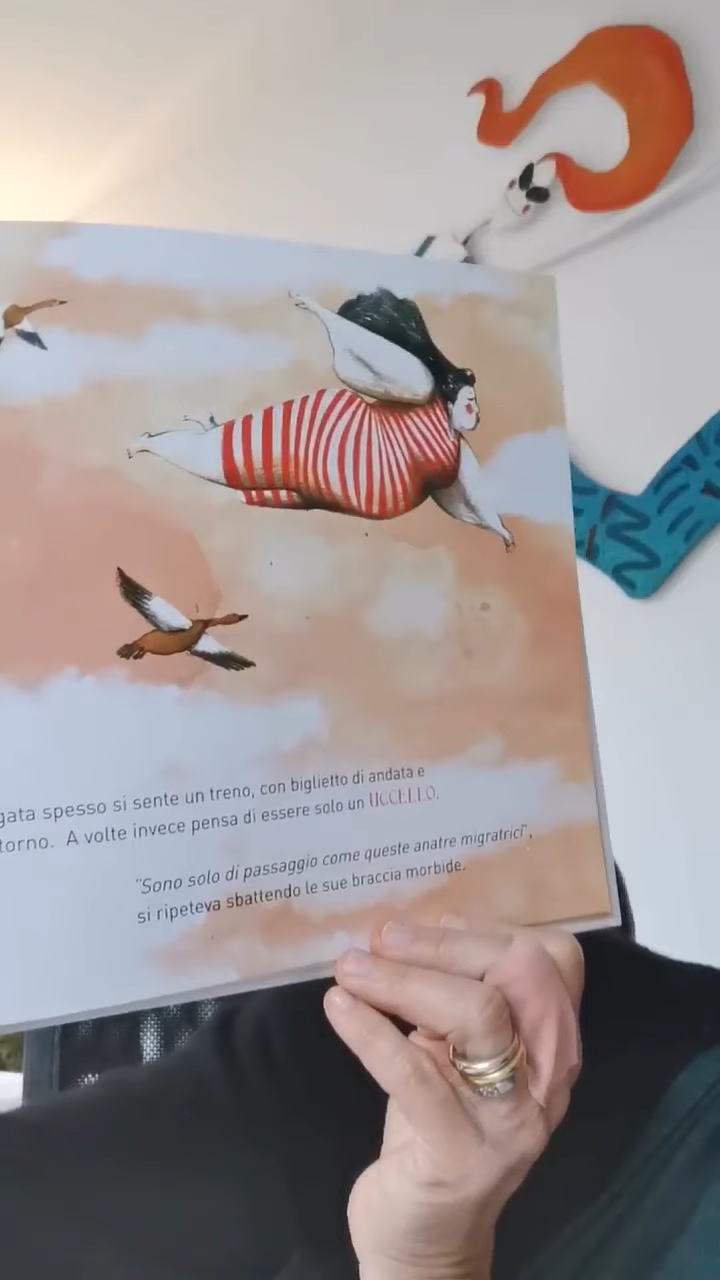 gata spesso si sente un treno, con biglietto di andata e
torno. A volte invece pensa di essere solo un UCCELLO.
"Sono solo di passaggio come queste anatre migratrici",
si ripeteva sbattendo le sue braccia morbide.